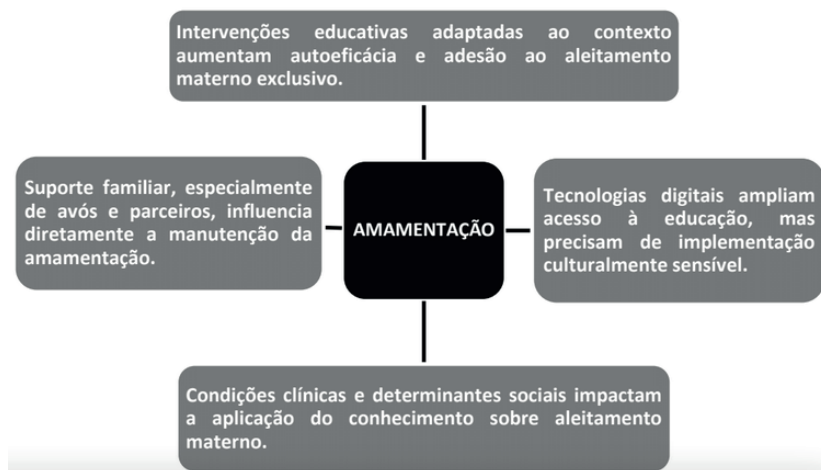 Intervenções educativas adaptadas ao contexto
aumentam autoeficácia e adesão ao aleitamento
materno exclusivo.
Suporte familiar, especialmente
de avós e parceiros, influencia
diretamente a manutenção da
amamentação.
AMAMENTAÇÃO
Tecnologias digitais ampliam
acesso à educação, mas
precisam de implementação
culturalmente sensível.
Condições clínicas e determinantes sociais impactam
a aplicação do conhecimento sobre aleitamento
materno.